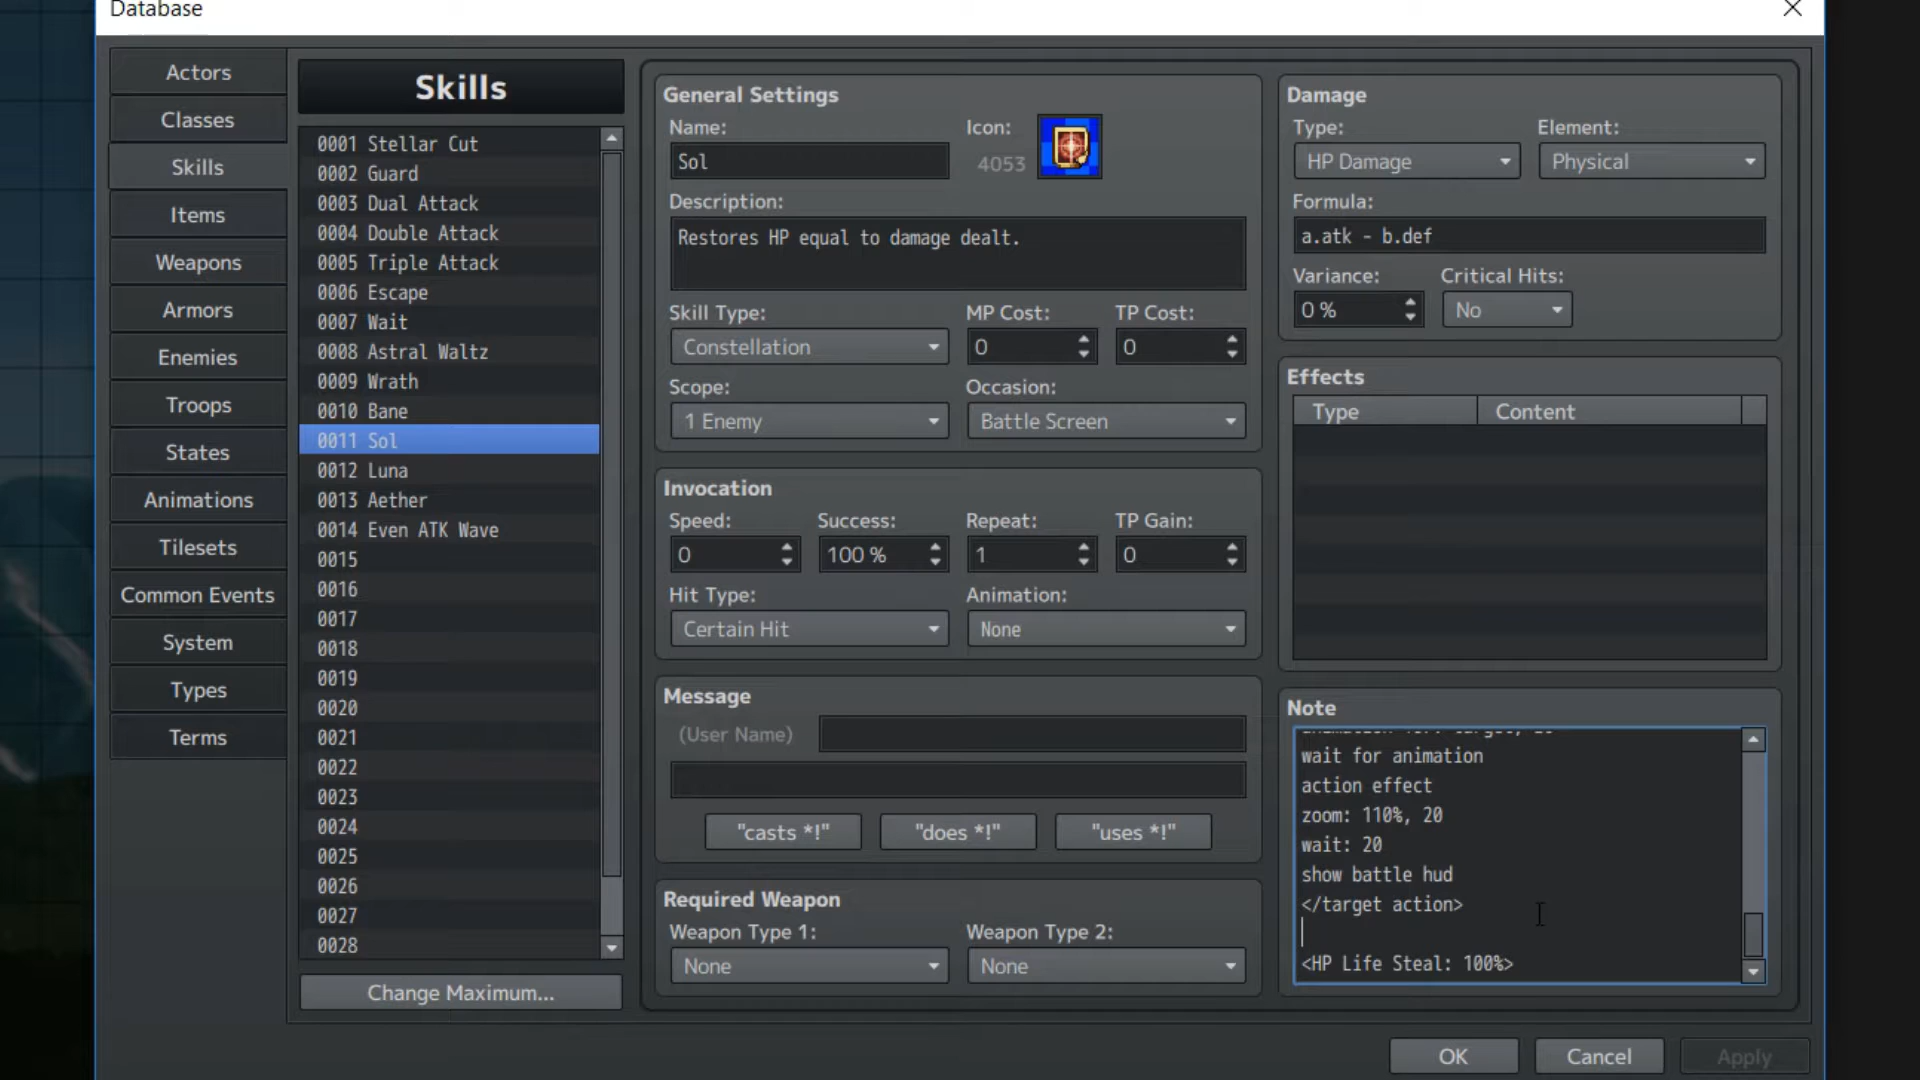 Database
Actors
Classes
Skills
Items
Weapons
Armors
Enemies
Troops
States
Animations
Tilesets
Common Events
System
Types
Terms
Skills
0001 Stellar Cut
0002 Guard
0003 Dual Attack
0004 Double Attack
0005 Triple Attack
0006 Escape
0007 Wait
0008 Astral Waltz
0009 Wrath
0010 Bane
0011 Sol
0012 Luna
0013 Aether
0014 Even ATK Wave
0015
0016
0017
0018
0019
0020
0021
0022
0023
0024
0025
0026
0027
0028
Change Maximum...
General Settings
Name:
Sol
Icon:
4053
Description:
Restores HP equal to damage dealt.
Skill Type:
Constellation
MP Cost:
0
TP Cost:
0
Scope:
1 Enemy
Occasion:
Battle Screen
Invocation
Speed:
0
Success:
100 %
Repeat:
1
TP Gain:
0
Hit Type:
Certain Hit
Animation:
None
Message
(User Name)
"casts *!"
"does *!"
"uses *!"
Required Weapon
Weapon Type 1:
None
Weapon Type 2:
None
Damage
Type:
HP Damage
Element:
Physical
Formula:
a.atk - b.def
Variance:
0 %
Critical Hits:
No
Effects
Type
Content
Note
wait for animation
action effect
zoom: 110%, 20
wait: 20
show battle hud
</target action>
<HP Life Steal: 100%>
OK
Cancel
Apply